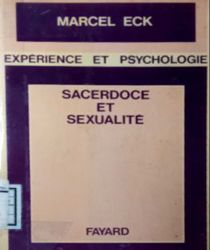 MARCEL ECK
EXPÉRIENCE ET PSYCHOLOGIE
SACERDOCE
ET
SEXUALITÉ
FAYARD